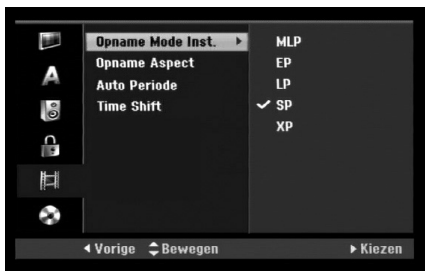 Opname Mode Inst.
Opname Aspect
Auto Periode
Time Shift
MLP
EP
LP
SP
XP
A
Vorige Bewegen Kiezen